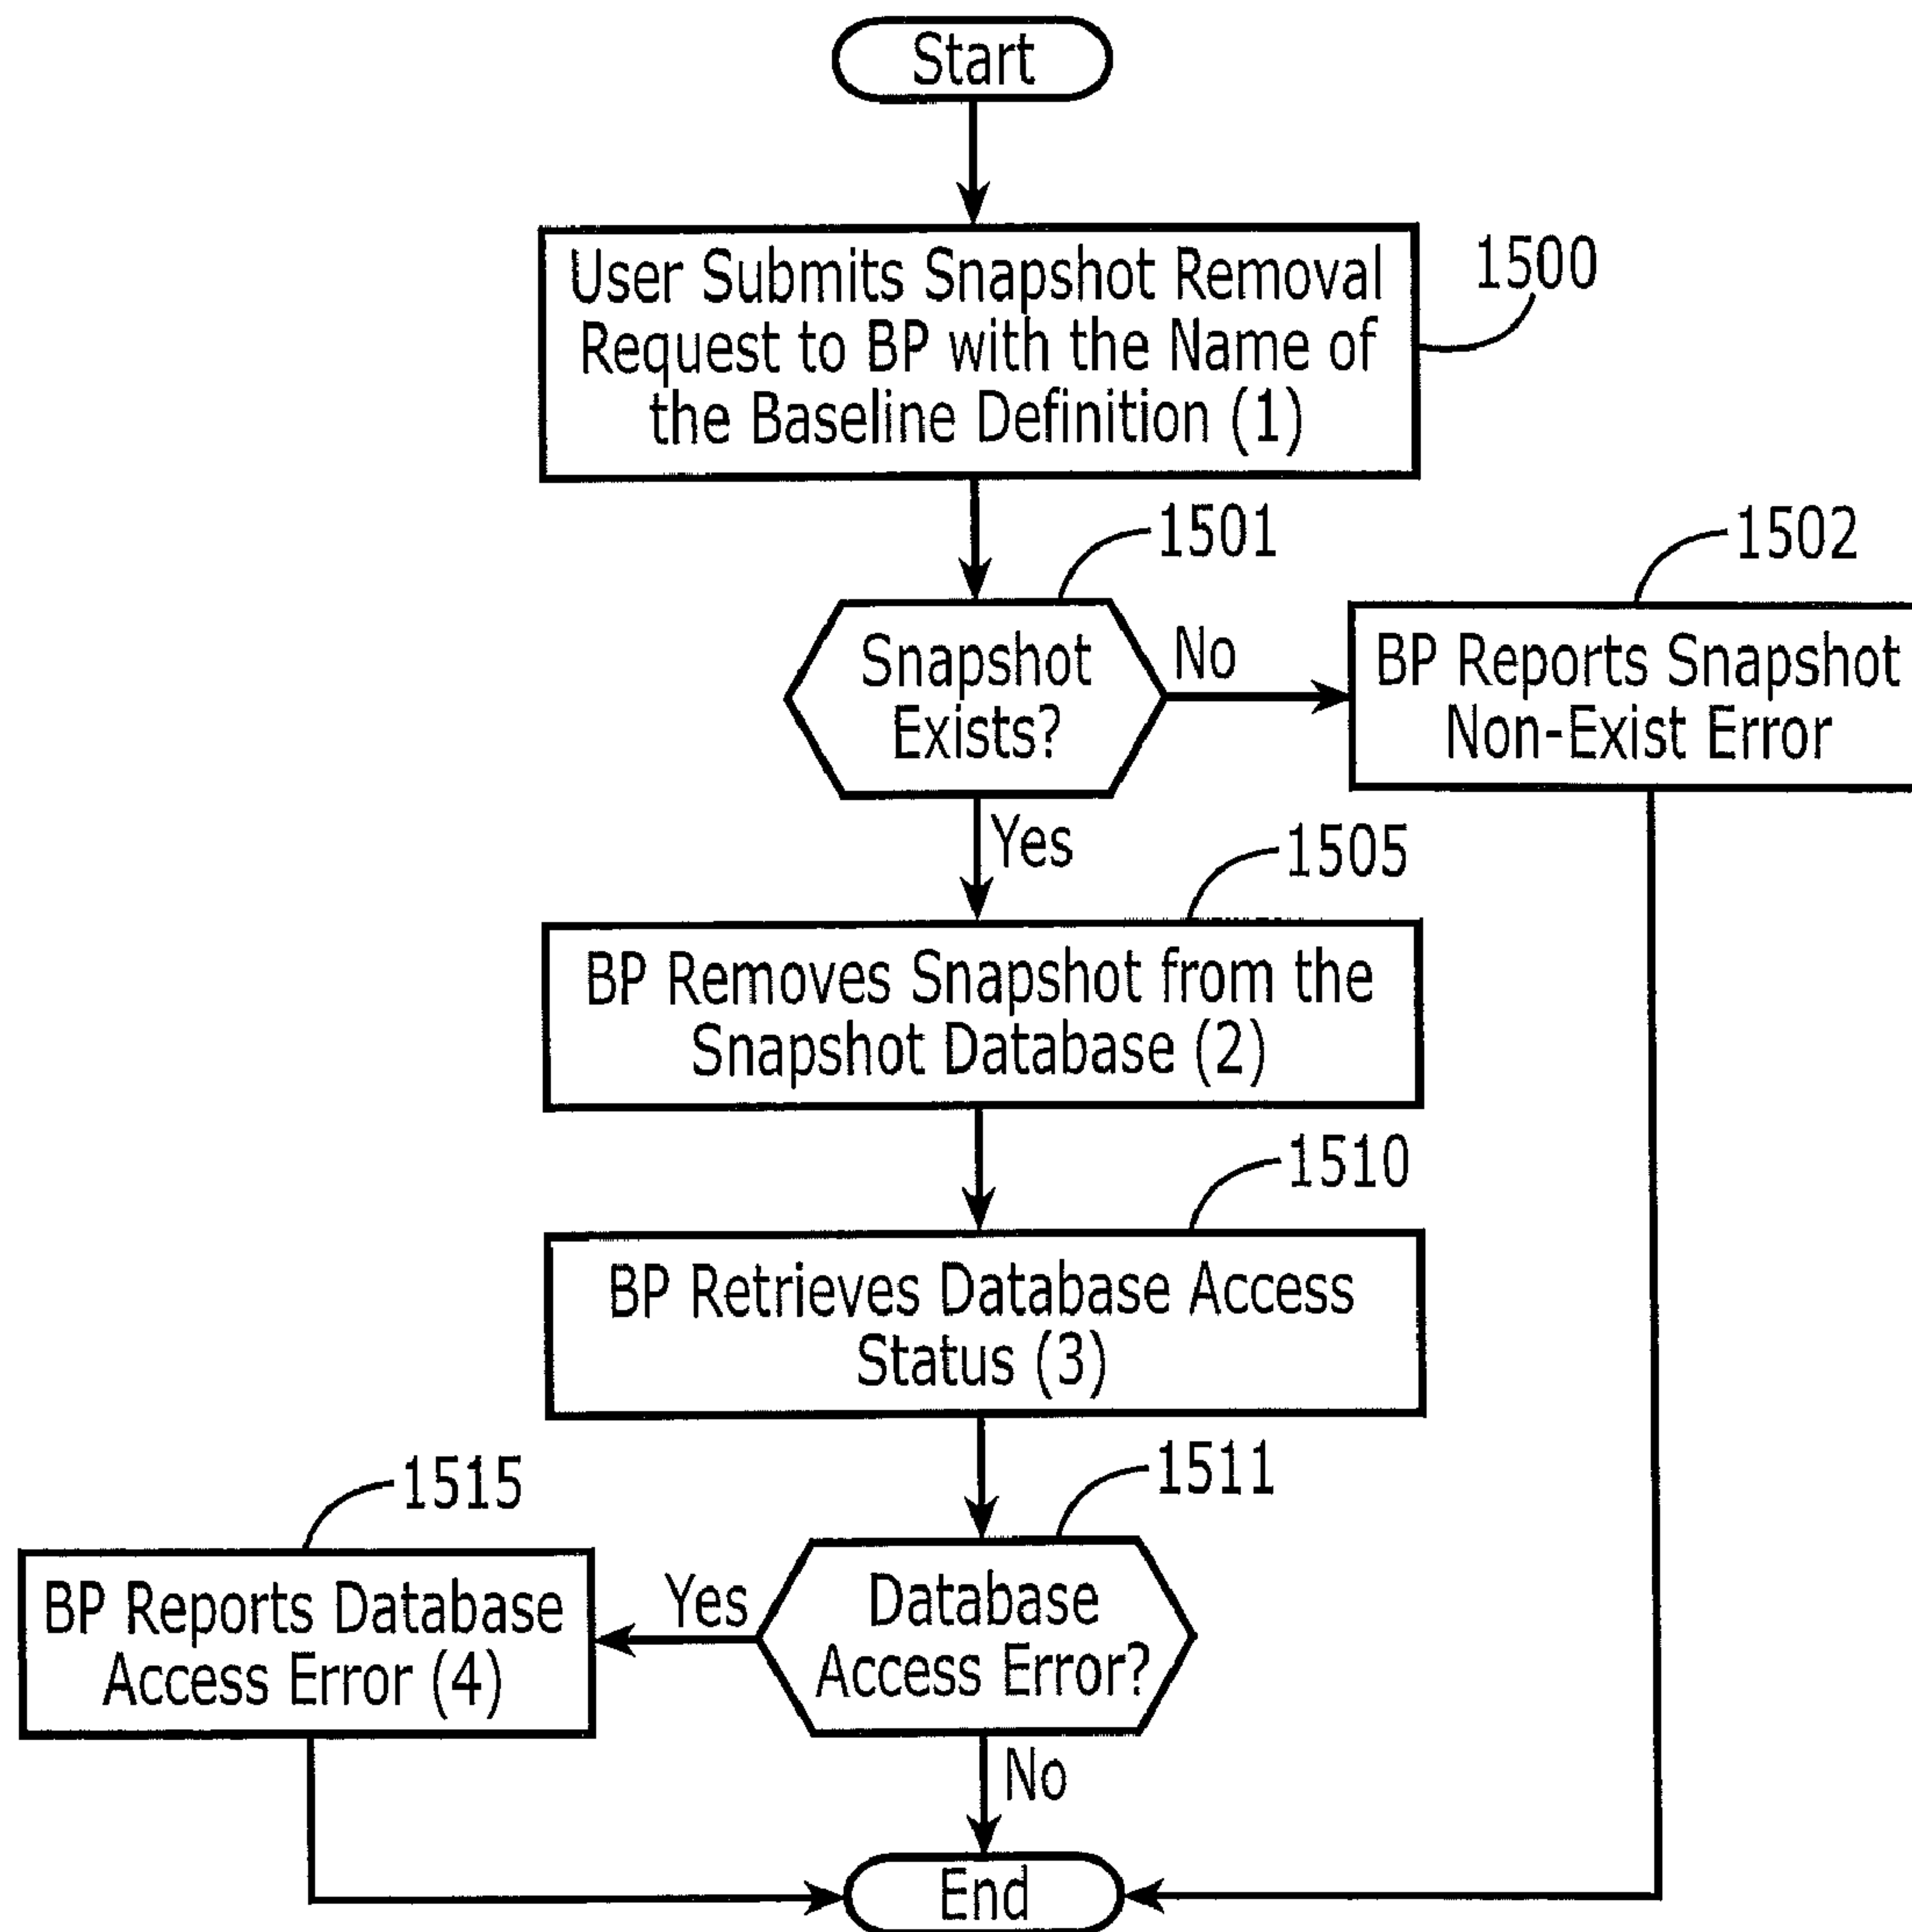 Start
User Submits Snapshot Removal
Request to BP with the Name of
the Baseline Definition (1)
1500
1501
1502
Snapshot
Exists?
No
BP Reports Snapshot
Non-Exist Error
Yes
1505
BP Removes Snapshot from the
Snapshot Database (2)
1510
BP Retrieves Database Access
Status (3)
1515
1511
BP Reports Database
Access Error (4)
Yes
Database
Access Error?
No
End